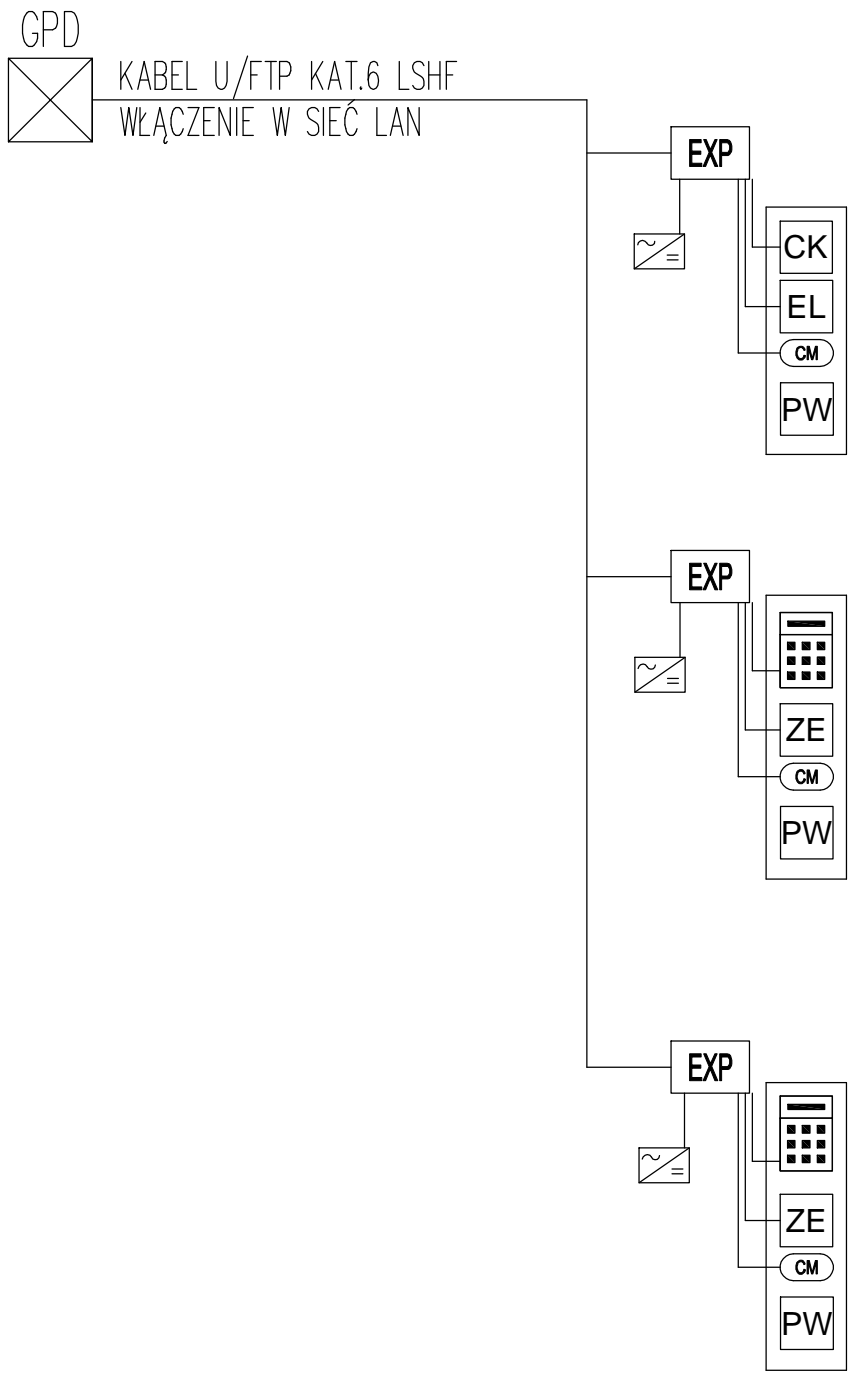 GPD
KABEL U/FTP KAT.6 LSHF
WŁĄCZENIE W SIEĆ LAN
EXP
CK
EL
CM
PW
EXP
ZE
CM
PW
EXP
ZE
CM
PW